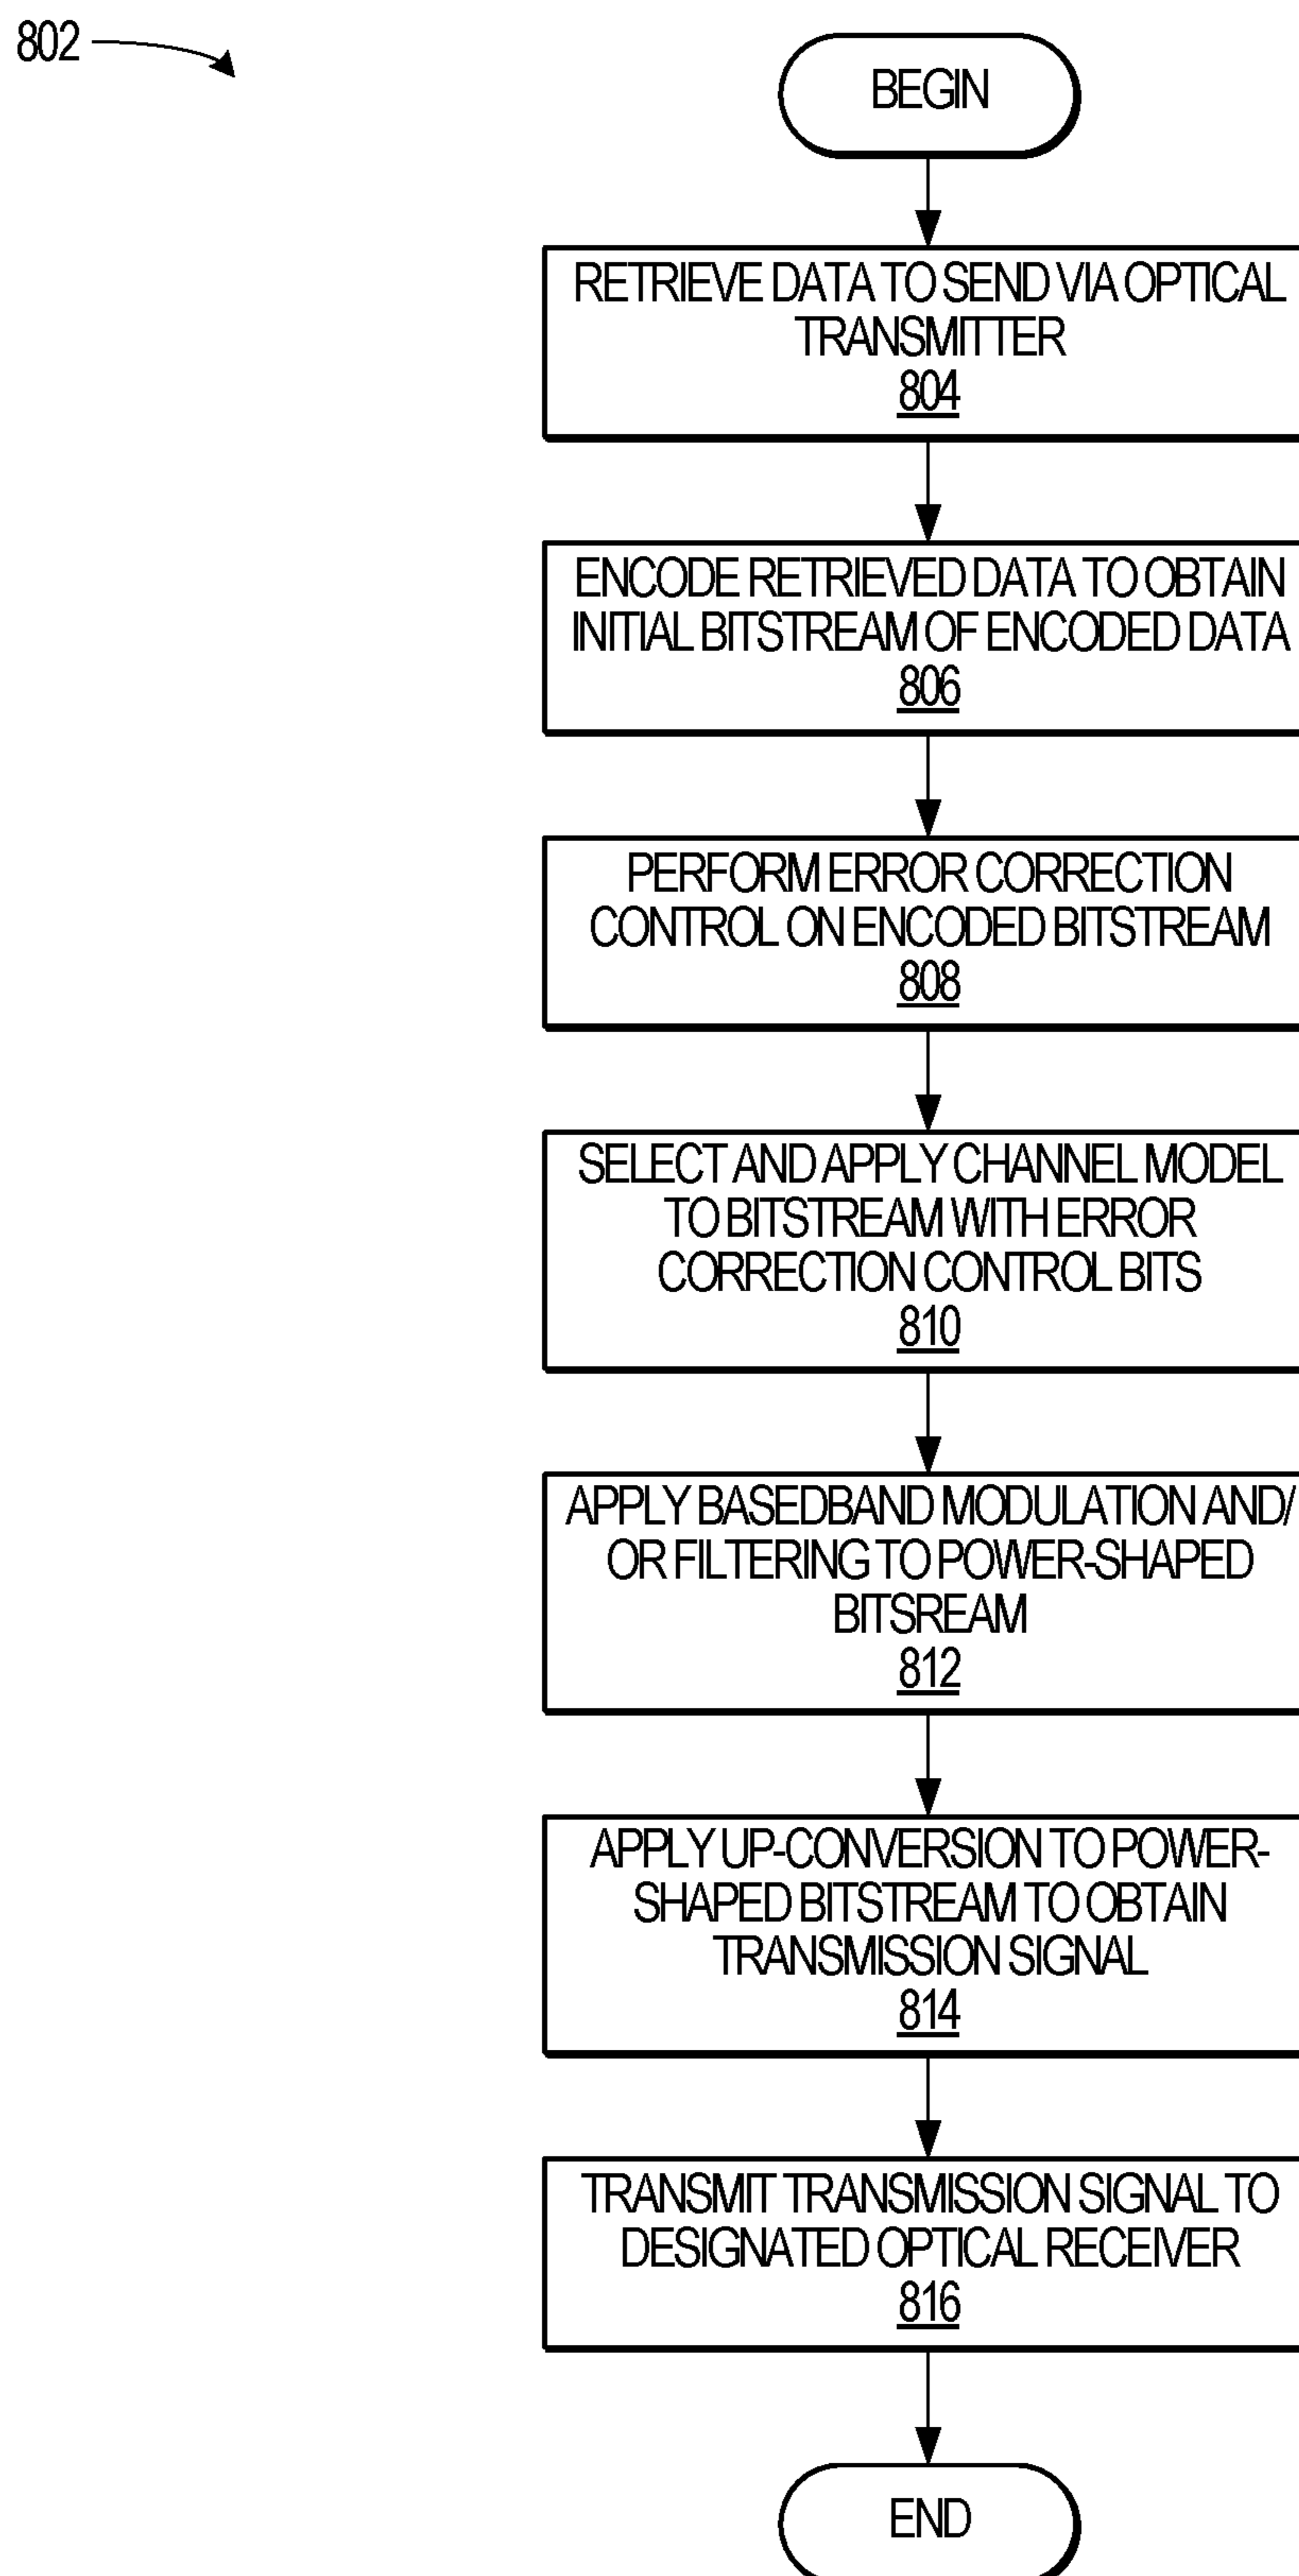 802
BEGIN
RETRIEVE DATA TO SEND VIA OPTICAL
TRANSMITTER
804
ENCODE RETRIEVED DATA TO OBTAIN
INITIAL BITSTREAM OF ENCODED DATA
806
PERFORM ERROR CORRECTION
CONTROL ON ENCODED BITSTREAM
808
SELECT AND APPLY CHANNEL MODEL
TO BITSTREAM WITH ERROR
CORRECTION CONTROL BITS
810
APPLY BASEDBAND MODULATION AND/
OR FILTERING TO POWER-SHAPED
BITSREAM
812
APPLY UP-CONVERSION TO POWER-
SHAPED BITSTREAM TO OBTAIN
TRANSMISSION SIGNAL
814
TRANSMIT TRANSMISSION SIGNAL TO
DESIGNATED OPTICAL RECEIVER
816
END